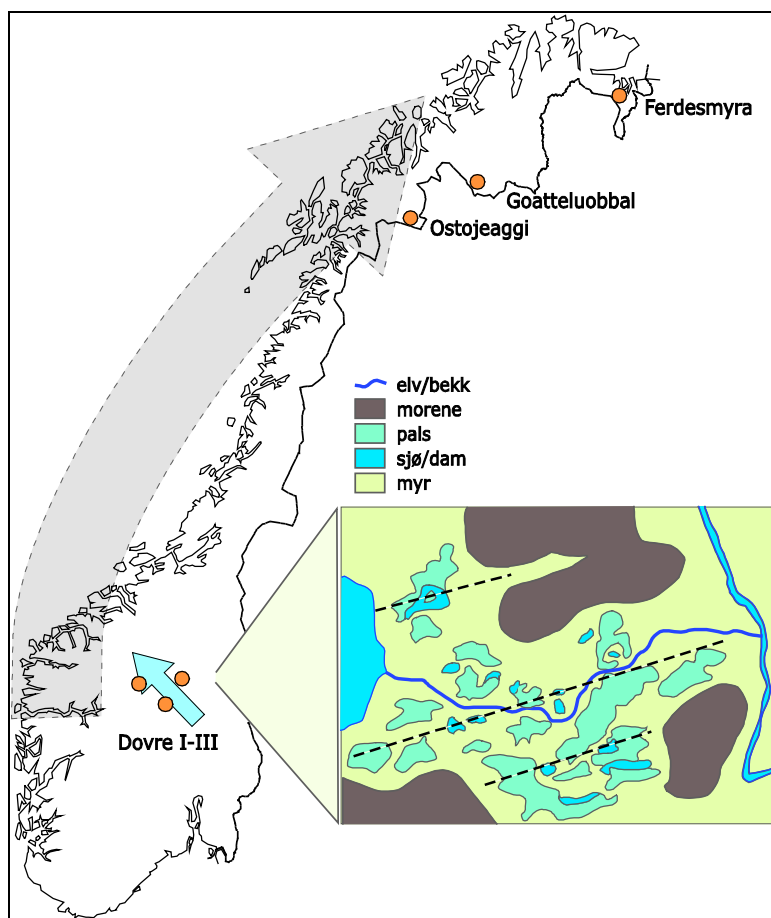 Ferdesmyra
Goatteluobbal
Ostojeaggi
elv/bekk
morene
pals
sjø/dam
myr
Dovre I-III